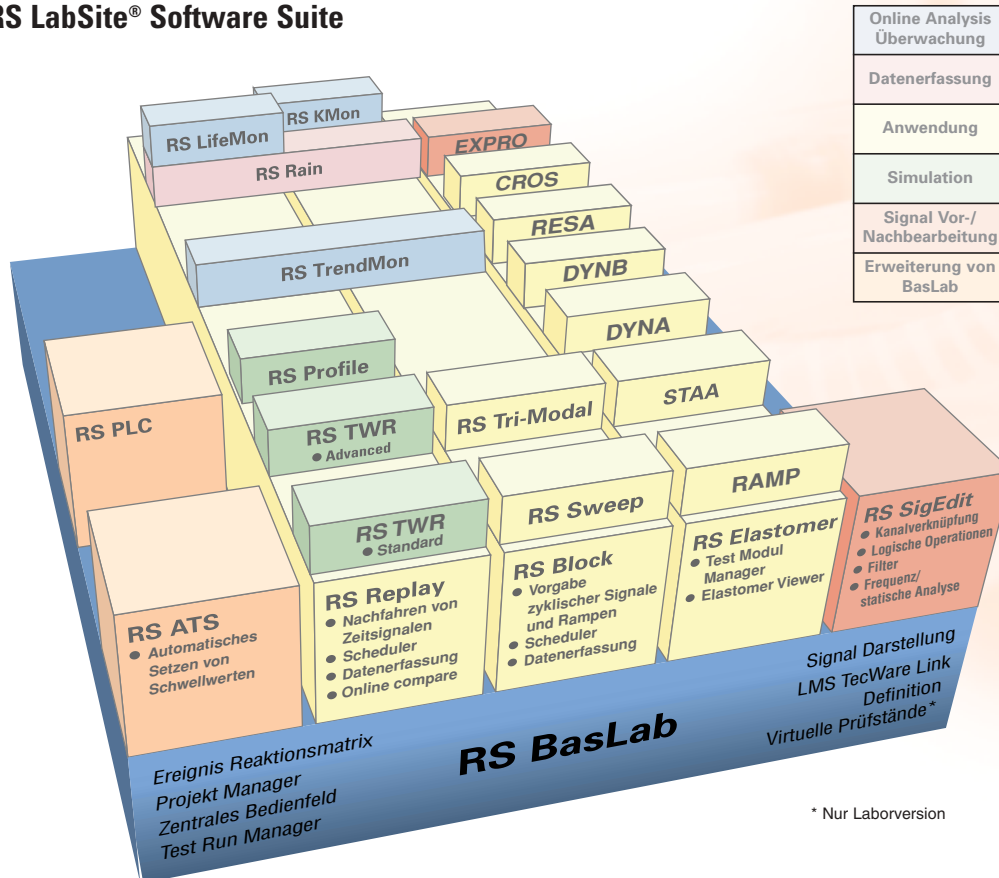 RS LabSite® Software Suite
Online Analysis
Überwachung
Datenerfassung
Anwendung
Simulation
Signal Vor-/
Nachbearbeitung
Erweiterung von
BasLab
RS LifeMon
RS KMon
RS Rain
EXPRO
CROS
RESA
DYNB
DYNA
STAA
RS TrendMon
RS Profile
RS Tri-Modal
RS TWR
● Advanced
RS PLC
RS TWR
● Standard
RS Sweep
RAMP
RS ATS
● Automatisches
Setzen von
Schwellwerten
RS Replay
● Nachfahren von
Zeitsignalen
● Scheduler
● Datenerfassung
● Online compare
RS Block
● Vorgabe
zyklischer Signale
und Rampen
● Scheduler
● Datenerfassung
RS Elastomer
● Test Modul
Manager
● Elastomer Viewer
RS SigEdit
● Kanalverknüpfung
● Logische Operationen
● Filter
● Frequenz/
statische Analyse
Ereignis Reaktionsmatrix
Projekt Manager
Zentrales Bedienfeld
Test Run Manager
RS BasLab
Signal Darstellung
LMS TecWare Link
Definition
Virtuelle Prüfstände*
* Nur Laborversion